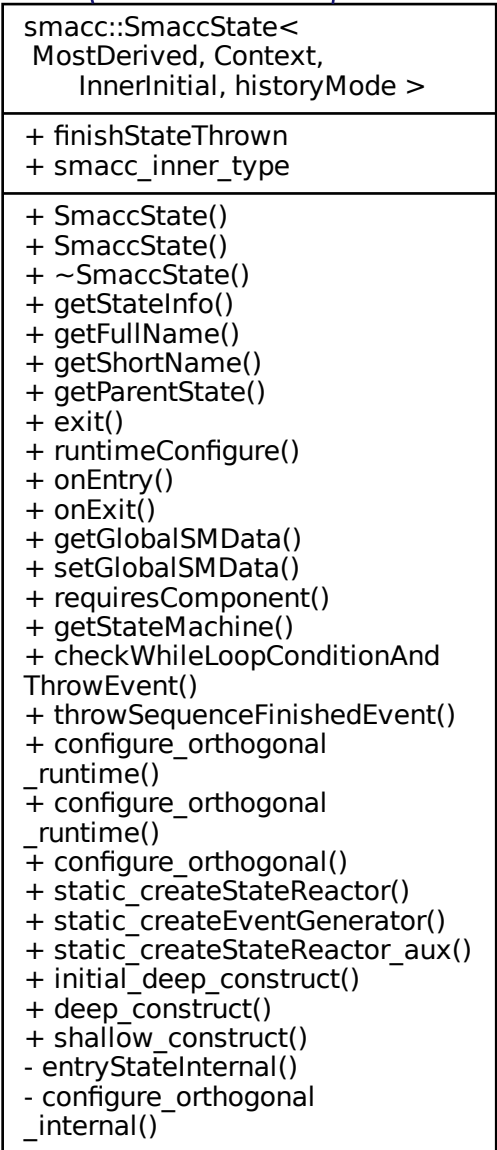 smacc::SmaccState<
MostDerived, Context,
InnerInitial, historyMode >
+ finishStateThrown
+ smacc_inner_type
+ SmaccState()
+ SmaccState()
+ ~SmaccState()
+ getStateInfo()
+ getFullName()
+ getShortName()
+ getParentState()
+ exit()
+ runtimeConfigure()
+ onEntry()
+ onExit()
+ getGlobalSMData()
+ setGlobalSMData()
+ requiresComponent()
+ getStateMachine()
+ checkWhileLoopConditionAnd
ThrowEvent()
+ throwSequenceFinishedEvent()
+ configure_orthogonal
_runtime()
+ configure_orthogonal
_runtime()
+ configure_orthogonal()
+ static_createStateReactor()
+ static_createEventGenerator()
+ static_createStateReactor_aux()
+ initial_deep_construct()
+ deep_construct()
+ shallow_construct()
- entryStateInternal()
- configure_orthogonal
_internal()